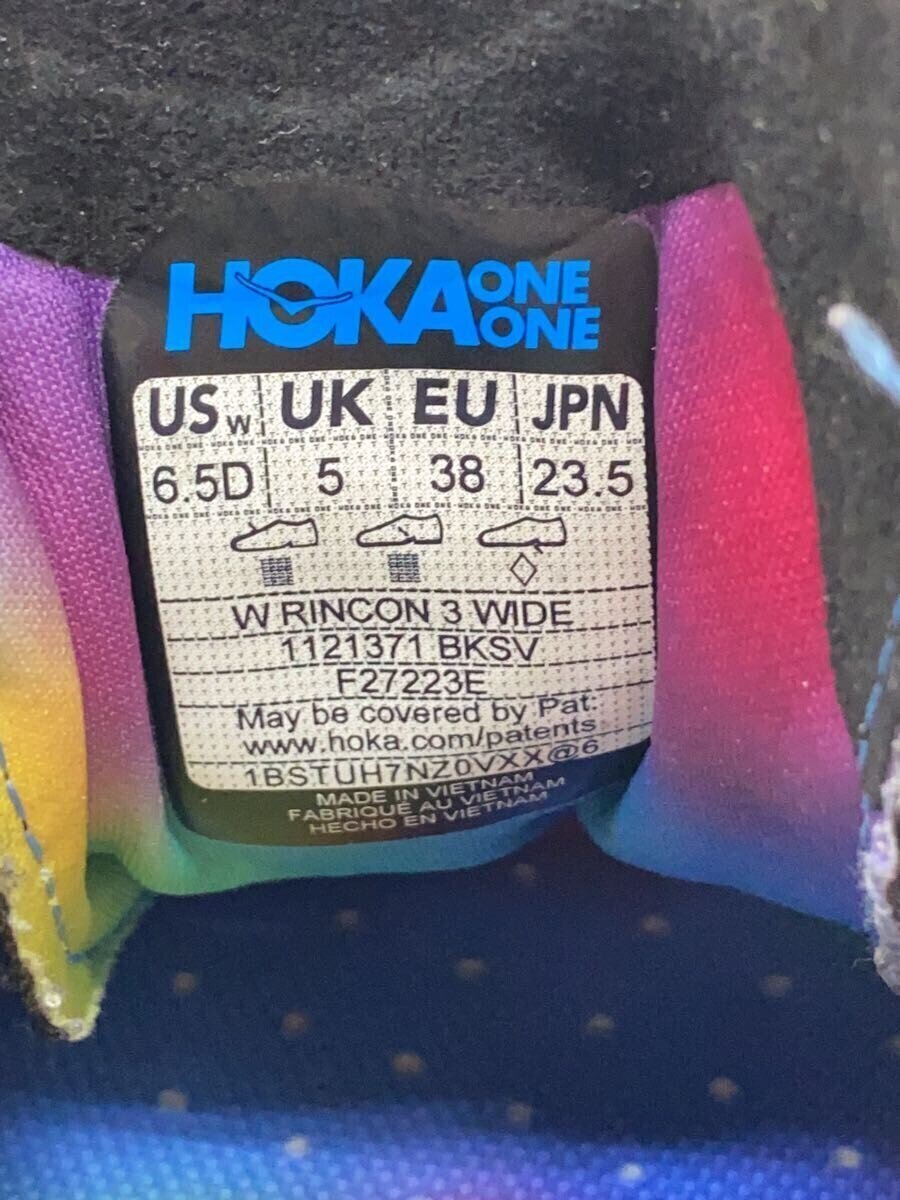 HOKA ONE ONE
USw UK EU JPN
6.5D 5 38 23.5
W RINCON 3 WIDE
1121371 BKSV
F27223E
May be covered by Pat:
www.hoka.com/patents
1BSTUH7NZ0VXX@6
MADE IN VIETNAM
FABRIQUÉ AU VIETNAM
HECHO EN VIETNAM